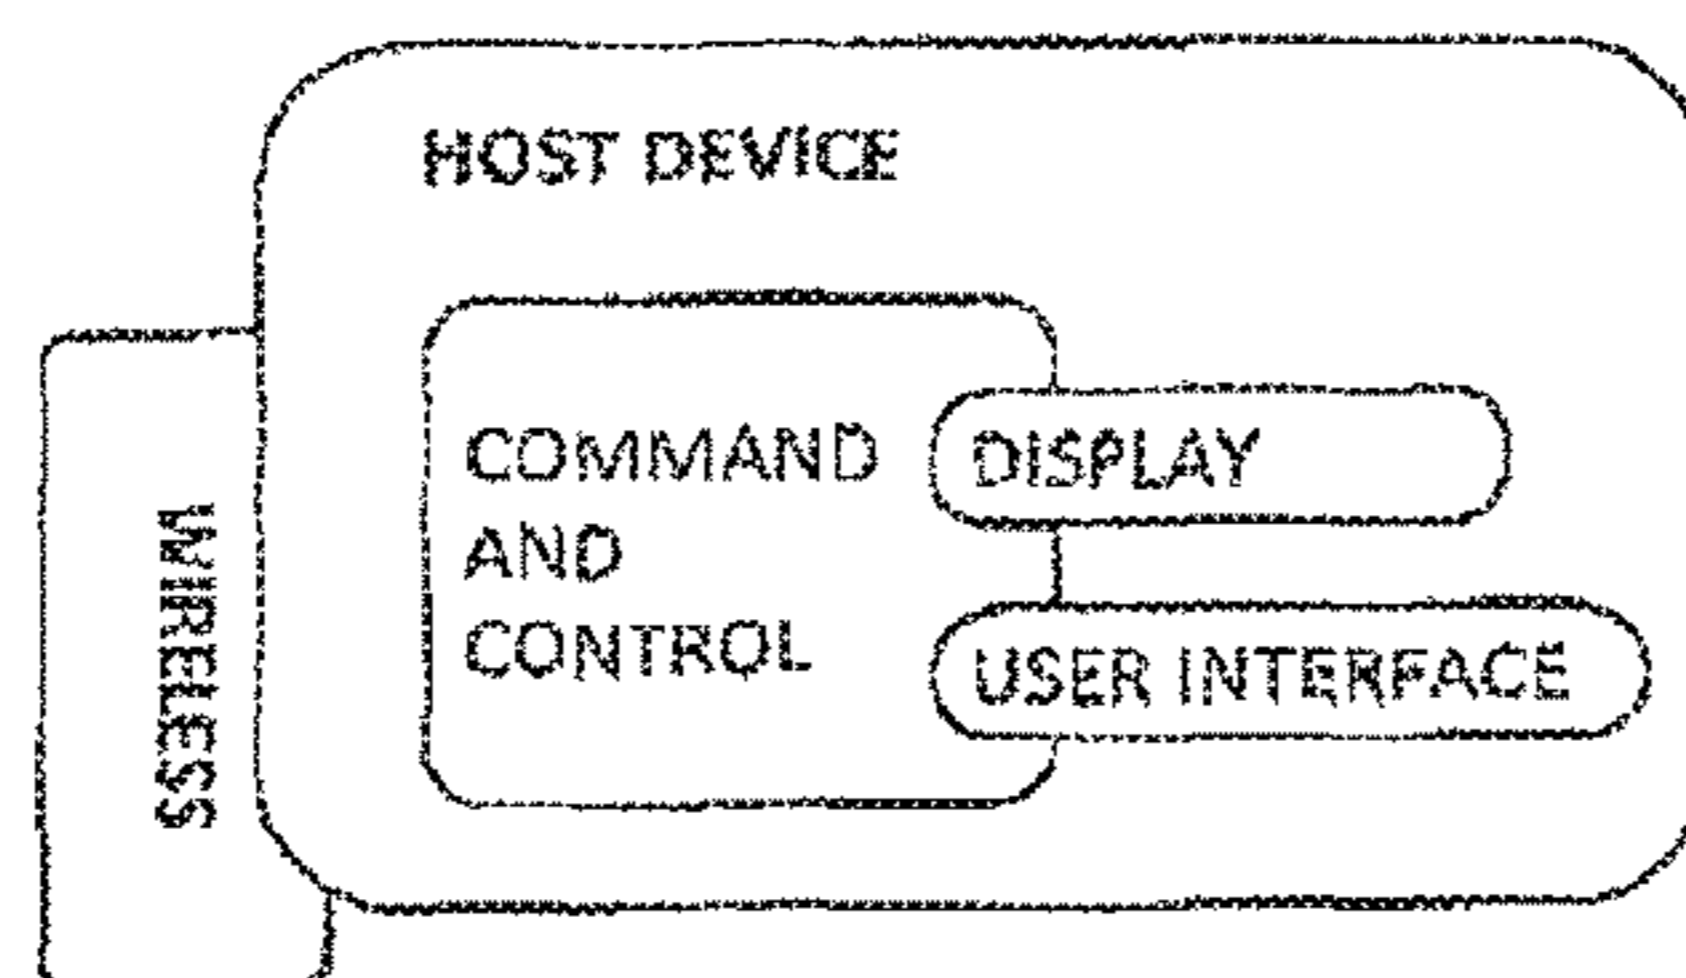 HOST DEVICE
COMMAND
AND
CONTROL
DISPLAY
USER INTERFACE
WIRELESS